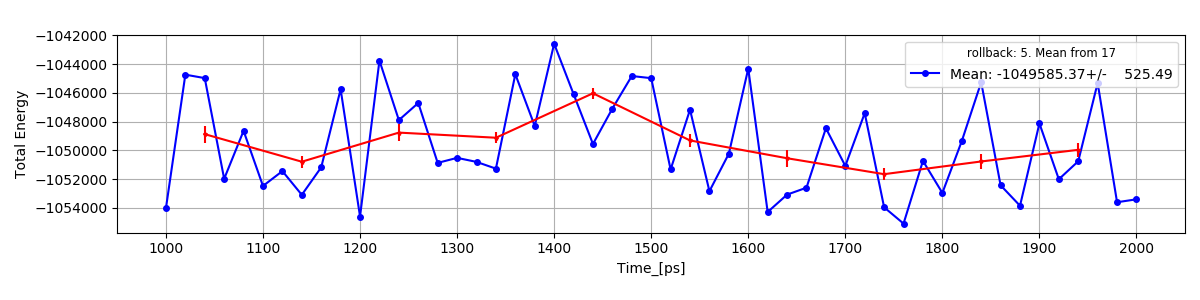 −1042000
−1044000
−1046000
−1048000
−1050000
−1052000
−1054000
Total Energy
rollback: 5. Mean from 17
Mean: -1049585.37+/-    525.49
1000 1100 1200 1300 1400 1500 1600 1700 1800 1900 2000
Time_[ps]